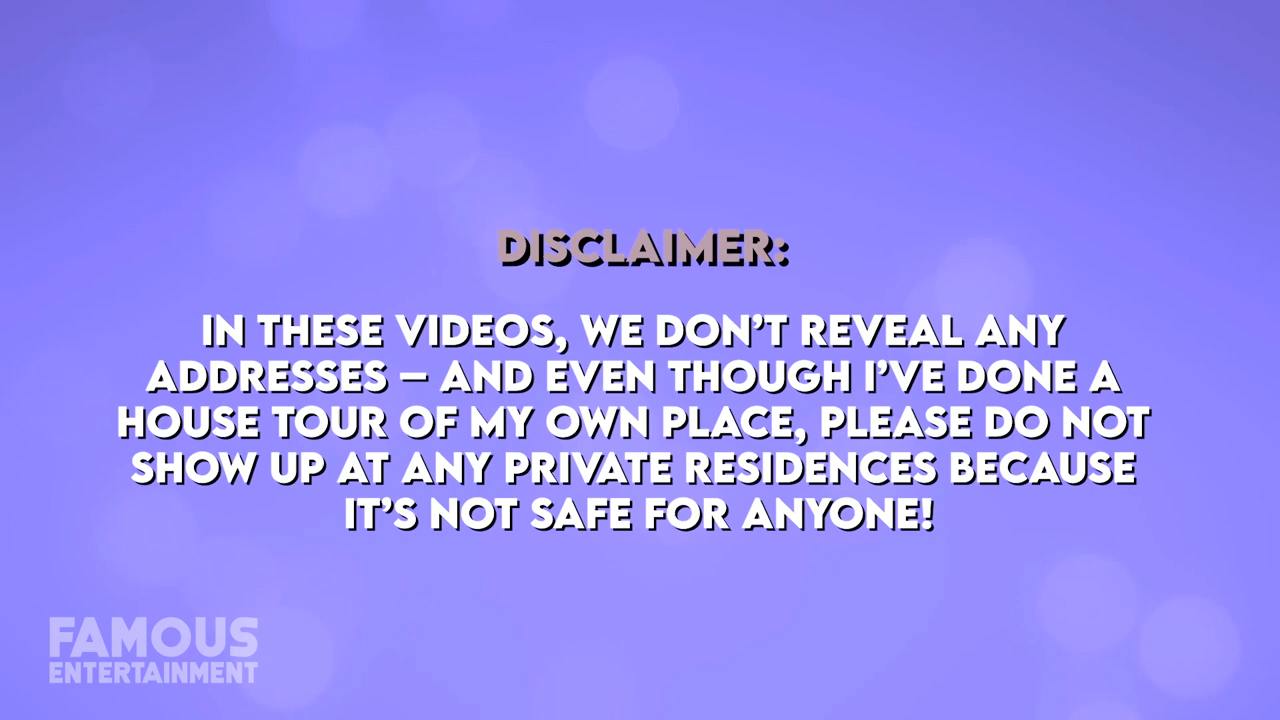 DISCLAIMER:
IN THESE VIDEOS, WE DON'T REVEAL ANY
ADDRESSES – AND EVEN THOUGH I'VE DONE A
HOUSE TOUR OF MY OWN PLACE, PLEASE DO NOT
SHOW UP AT ANY PRIVATE RESIDENCES BECAUSE
IT'S NOT SAFE FOR ANYONE!
FAMOUS
ENTERTAINMENT